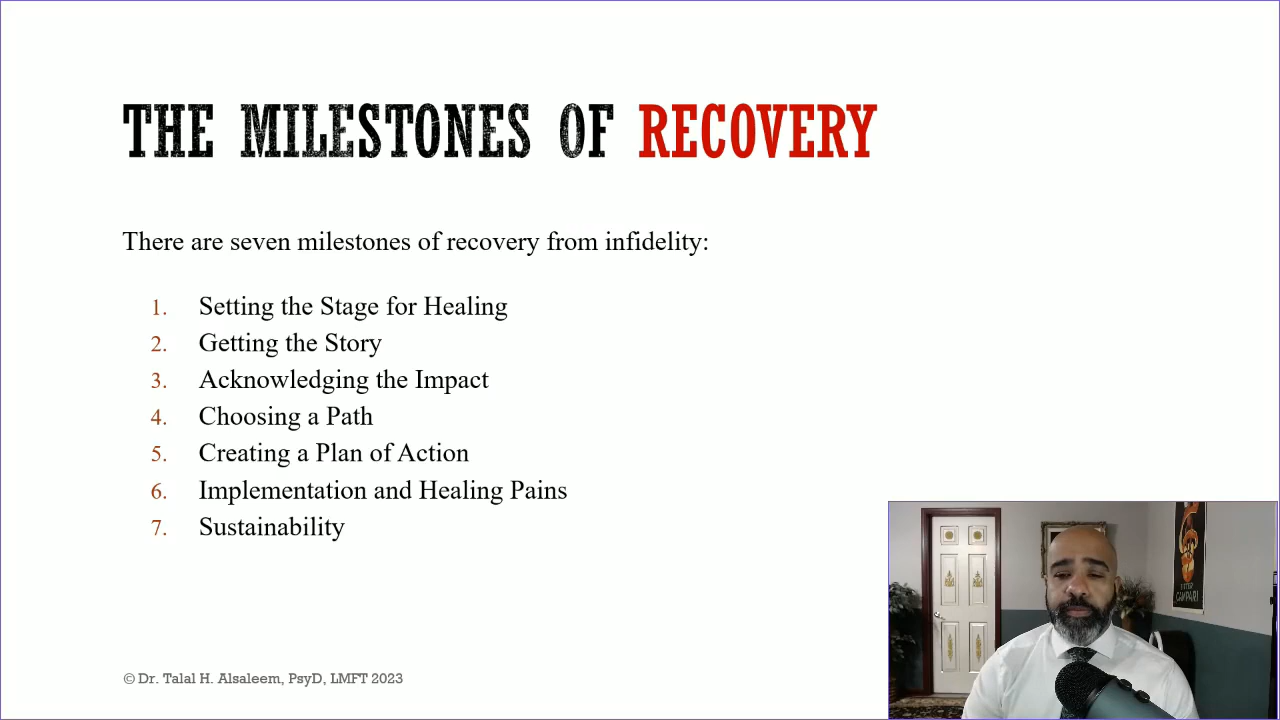 THE MILESTONES OF RECOVERY
There are seven milestones of recovery from infidelity:
1. Setting the Stage for Healing
2. Getting the Story
3. Acknowledging the Impact
4. Choosing a Path
5. Creating a Plan of Action
6. Implementation and Healing Pains
7. Sustainability
CAMPARI
© Dr. Talal H. Alsaleem, PsyD, LMFT 2023